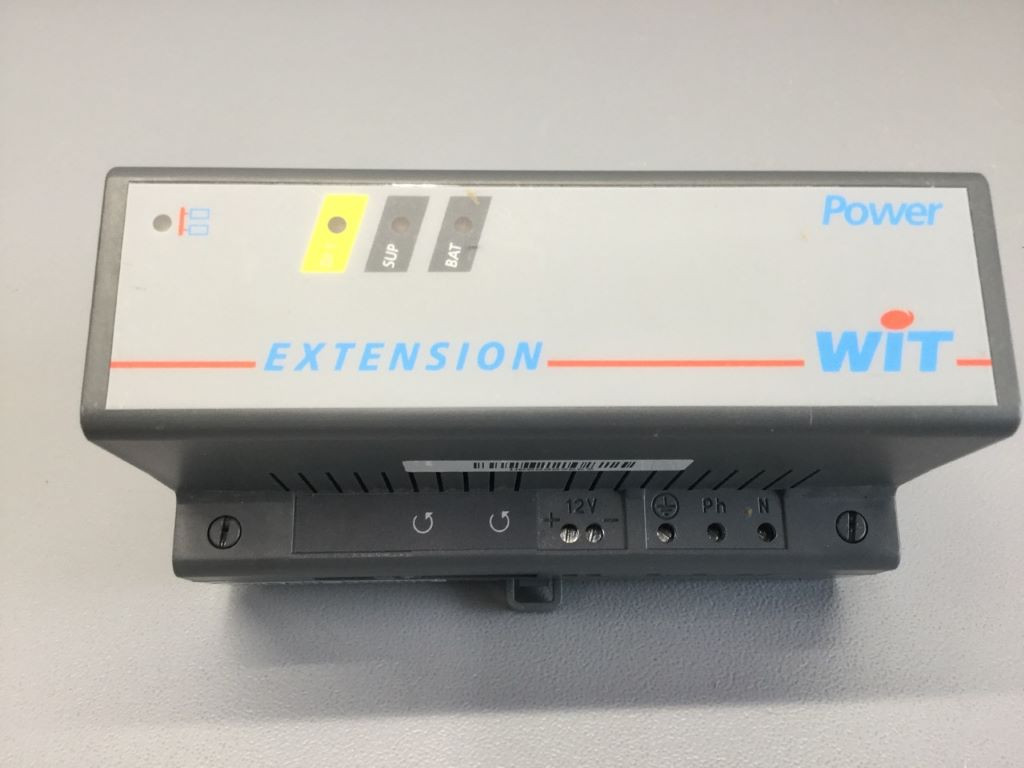 Power
SUP
BAT
EXTENSION
WiT
12V
+ -
Ph N